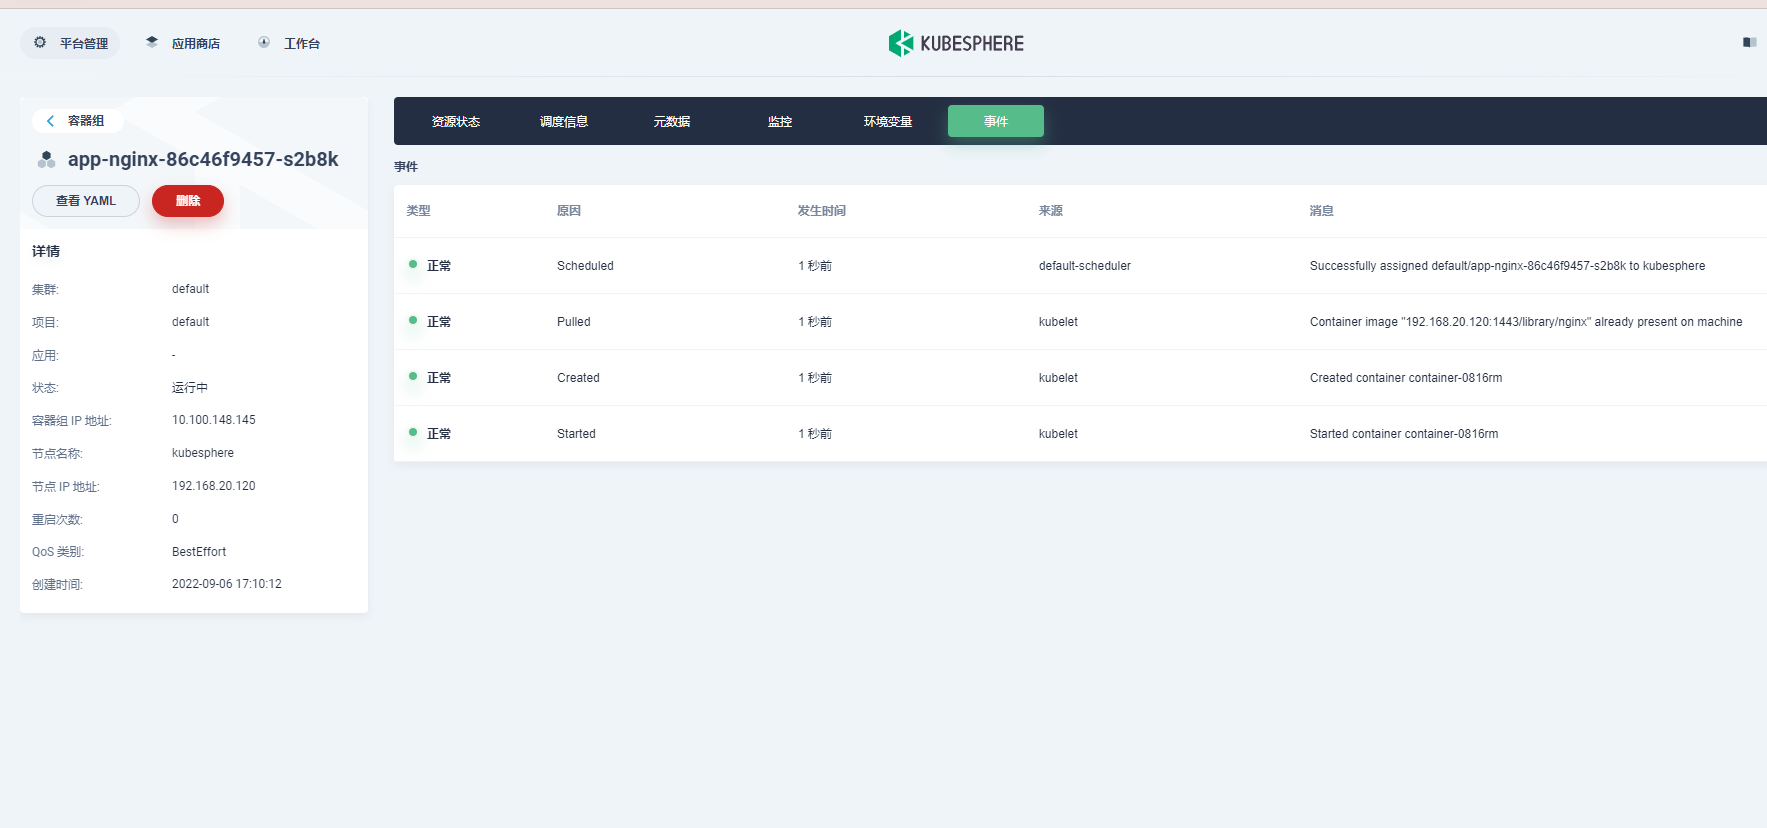 平台管理 应用商店 工作台 KUBESPHERE
容器组
app-nginx-86c46f9457-s2b8k
查看 YAML 删除
详情
集群: default
项目: default
应用: -
状态: 运行中
容器组 IP 地址: 10.100.148.145
节点名称: kubesphere
节点 IP 地址: 192.168.20.120
重启次数: 0
QoS 类别: BestEffort
创建时间: 2022-09-06 17:10:12
资源状态 调度信息 元数据 监控 环境变量 事件
事件
类型 原因 发生时间 来源 消息
正常 Scheduled 1 秒前 default-scheduler Successfully assigned default/app-nginx-86c46f9457-s2b8k to kubesphere
正常 Pulled 1 秒前 kubelet Container image "192.168.20.120:1443/library/nginx" already present on machine
正常 Created 1 秒前 kubelet Created container container-0816rm
正常 Started 1 秒前 kubelet Started container container-0816rm